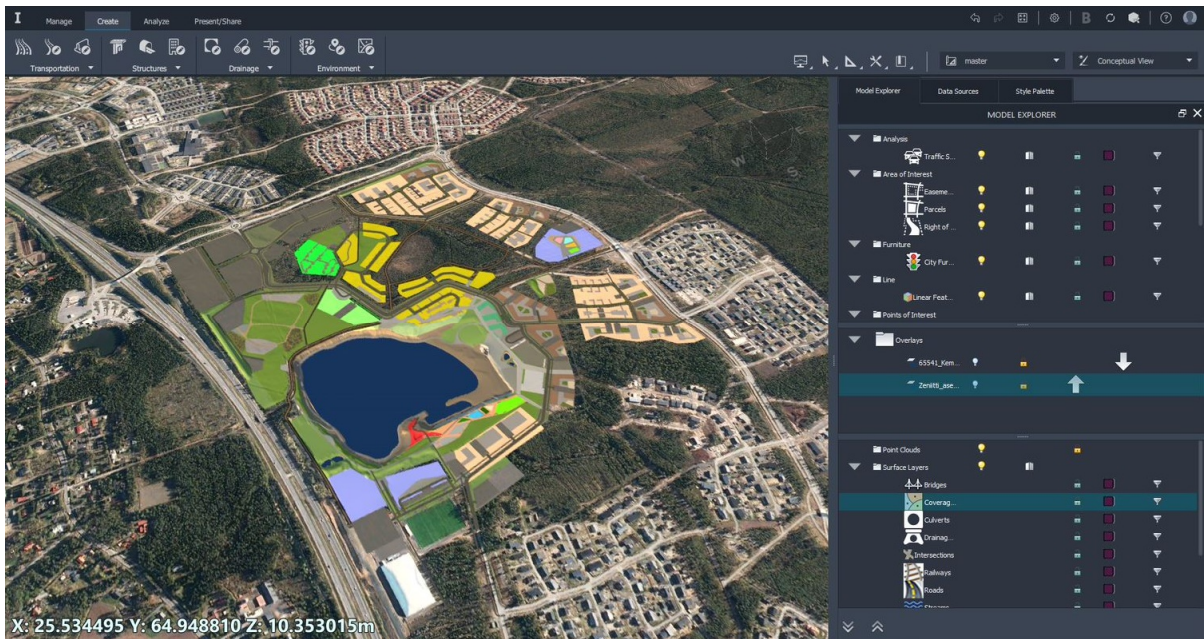 I Manage Create Analyze Present/Share
Transportation Structures Drainage Environment
B
master Conceptual View
Model Explorer Data Sources Style Palette
MODEL EXPLORER
Analysis
Traffic S...
Area of Interest
Easeme...
Parcels
Right of ...
Furniture
City Fur...
Line
Linear Feat...
Points of Interest
Overlays
65541_Kem...
Zeniitti_ase...
Point Clouds
Surface Layers
Bridges
Coverag...
Culverts
Drainag...
Intersections
Railways
Roads
Streams
W E
S
X: 25.534495 Y: 64.948810 Z: 10.353015m